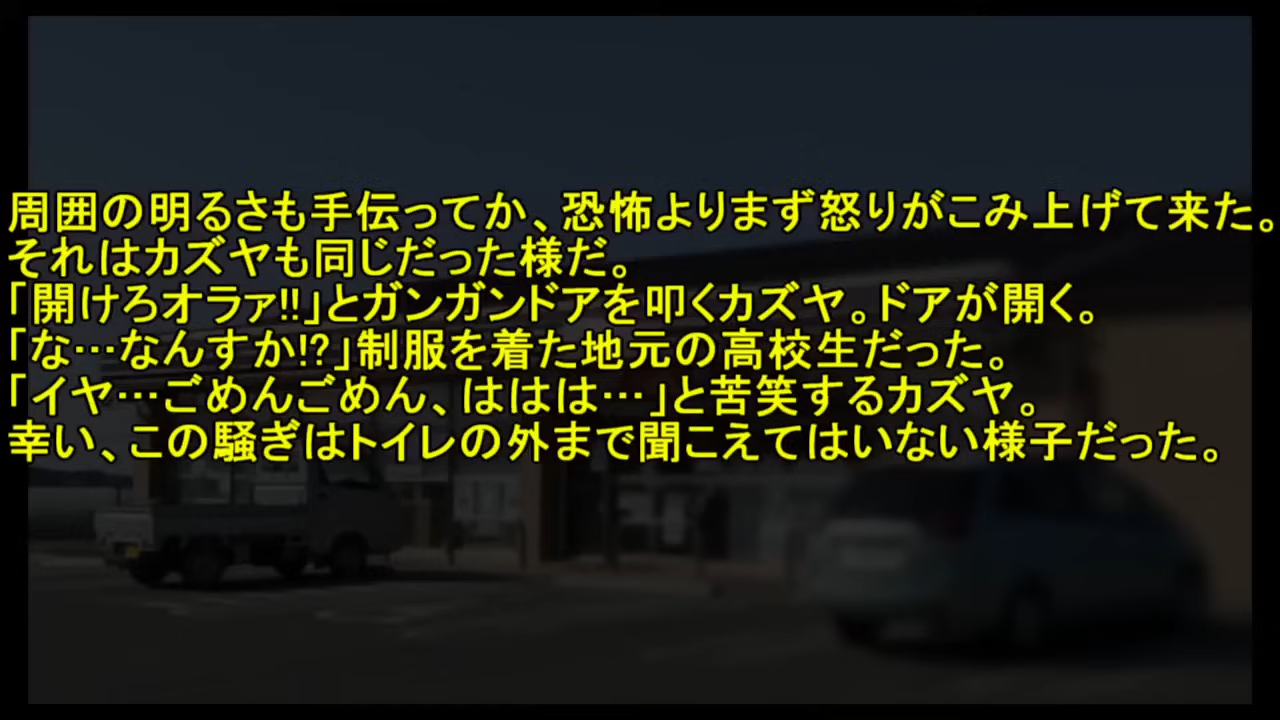 周囲の明るさも手伝ってか、恐怖よりまず怒りがこみ上げて来た。
それはカズヤも同じだった様だ。
｢開けろオラァ!!｣とガンガンドアを叩くカズヤ。ドアが開く。
｢な…なんすか!?｣制服を着た地元の高校生だった。
｢イヤ…ごめんごめん、ははは…｣と苦笑するカズヤ。
幸い、この騒ぎはトイレの外まで聞こえてはいない様子だった。